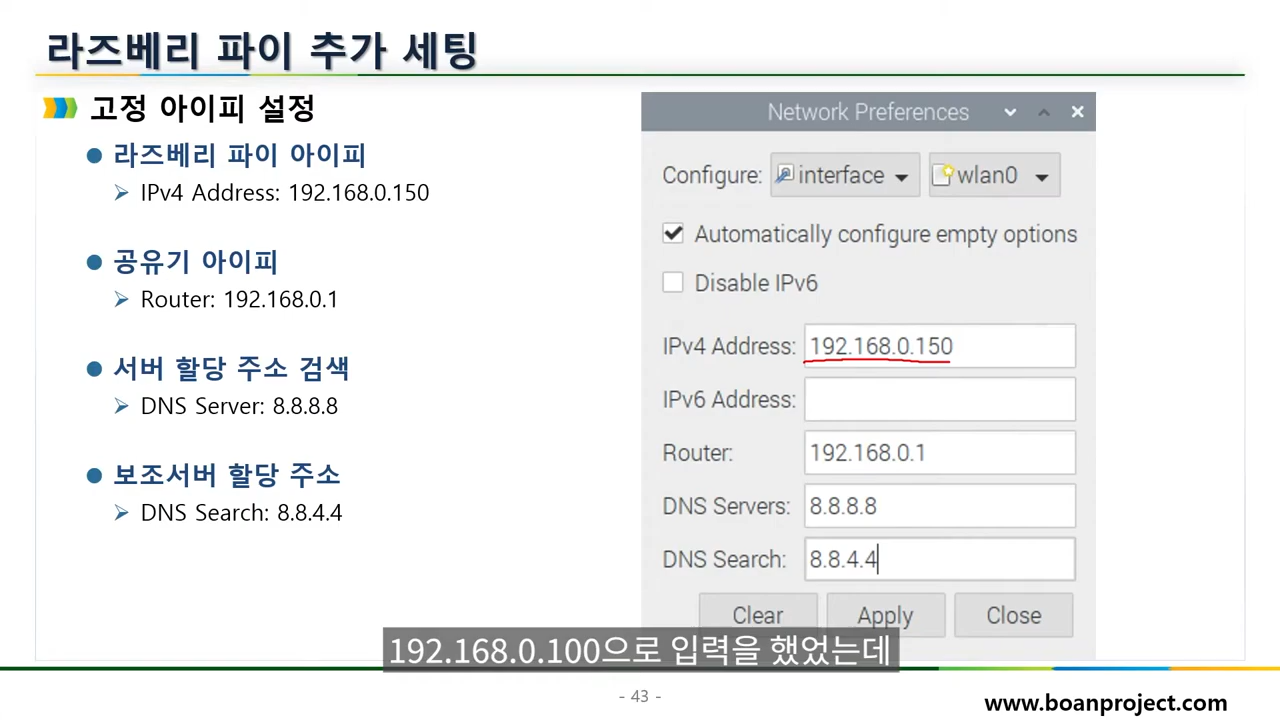 라즈베리 파이 추가 세팅
고정 아이피 설정
라즈베리 파이 아이피
IPv4 Address: 192.168.0.150
공유기 아이피
Router: 192.168.0.1
서버 할당 주소 검색
DNS Server: 8.8.8.8
보조서버 할당 주소
DNS Search: 8.8.4.4
Network Preferences
Configure: interface wlan0
Automatically configure empty options
Disable IPv6
IPv4 Address: 192.168.0.150
IPv6 Address:
Router: 192.168.0.1
DNS Servers: 8.8.8.8
DNS Search: 8.8.4.4
Clear Apply Close
192.168.0.100으로 입력을 했었는데
- 43 -
www.boanproject.com